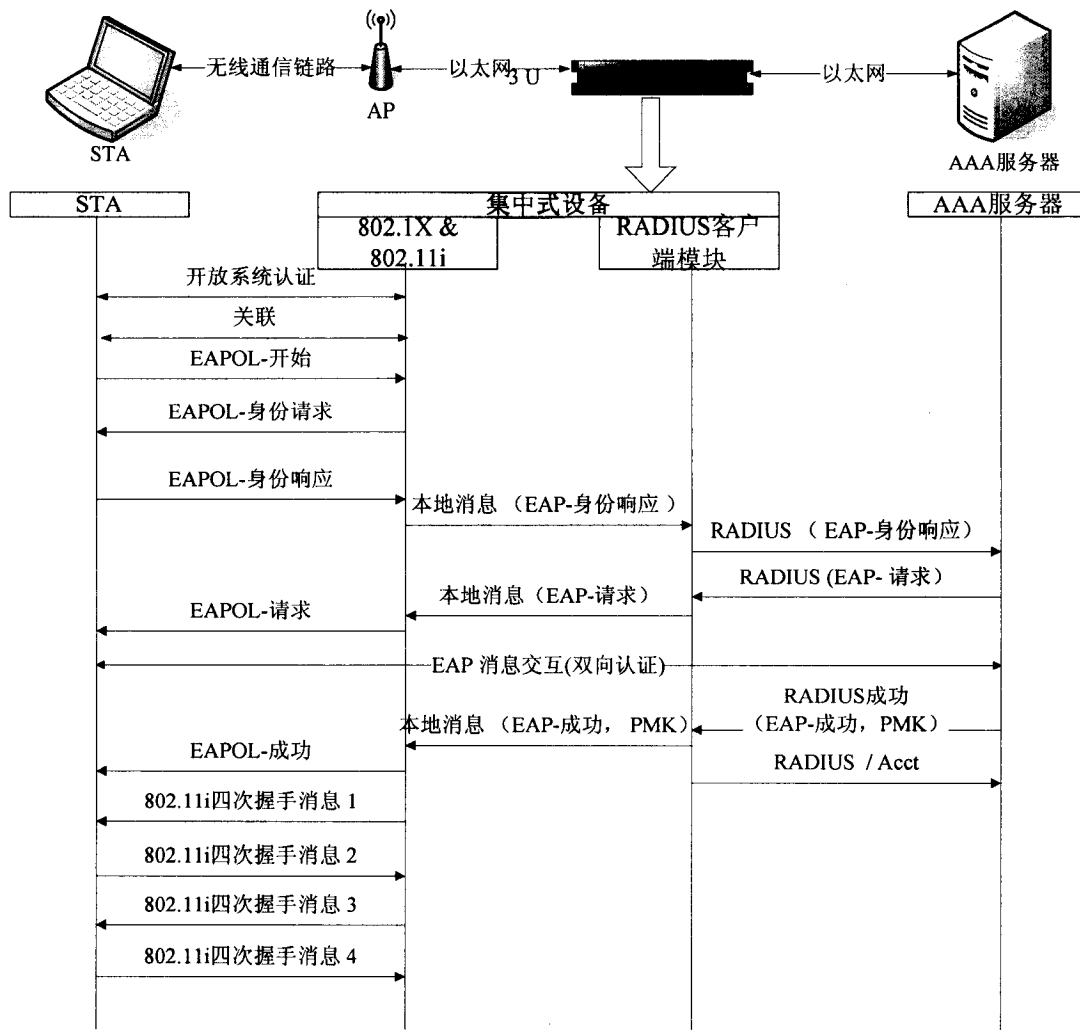 无线通信链路
以太网
3 U
以太网
AP
STA
AAA服务器
STA
集中式设备
AAA服务器
802.1X &
802.11i
RADIUS客户
端模块
开放系统认证
关联
EAPOL-开始
EAPOL-身份请求
EAPOL-身份响应
本地消息 （EAP-身份响应 ）
RADIUS （ EAP-身份响应）
RADIUS (EAP- 请求）
本地消息（EAP-请求）
EAPOL-请求
EAP 消息交互(双向认证)
RADIUS成功
（EAP-成功，PMK）
本地消息 （EAP-成功， PMK）
EAPOL-成功
RADIUS / Acct
802.11i四次握手消息 1
802.11i四次握手消息 2
802.11i四次握手消息 3
802.11i四次握手消息 4